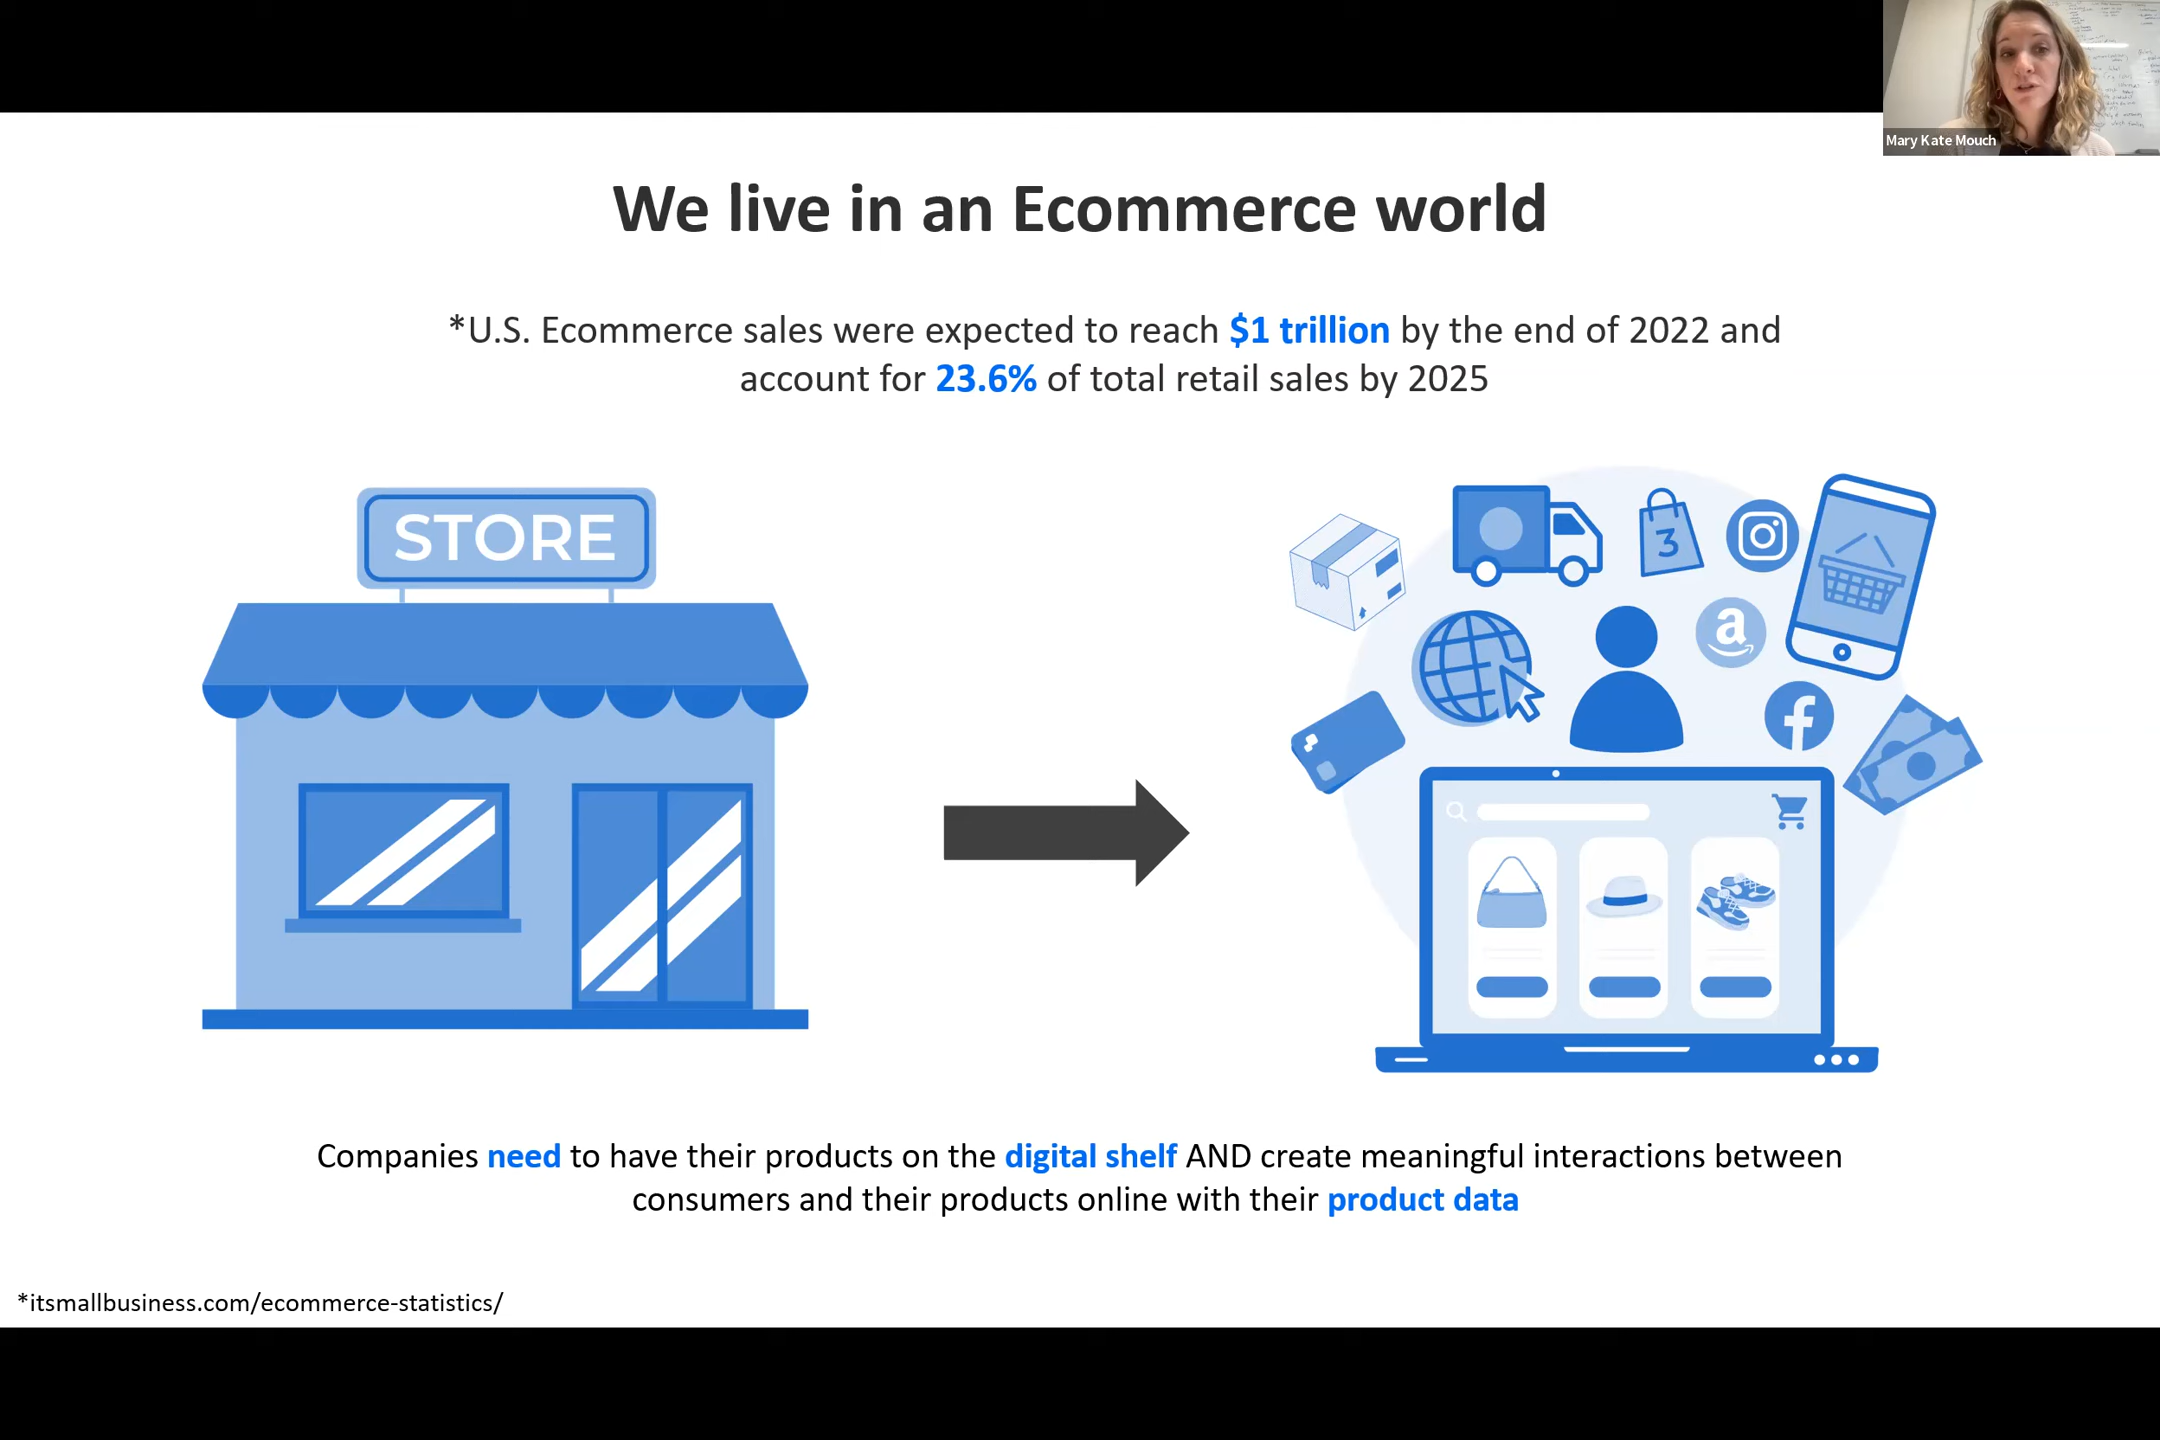 Mary Kate Mouch
We live in an Ecommerce world
*U.S. Ecommerce sales were expected to reach $1 trillion by the end of 2022 and
account for 23.6% of total retail sales by 2025
STORE
3
a
f
Companies need to have their products on the digital shelf AND create meaningful interactions between
consumers and their products online with their product data
*itsmallbusiness.com/ecommerce-statistics/